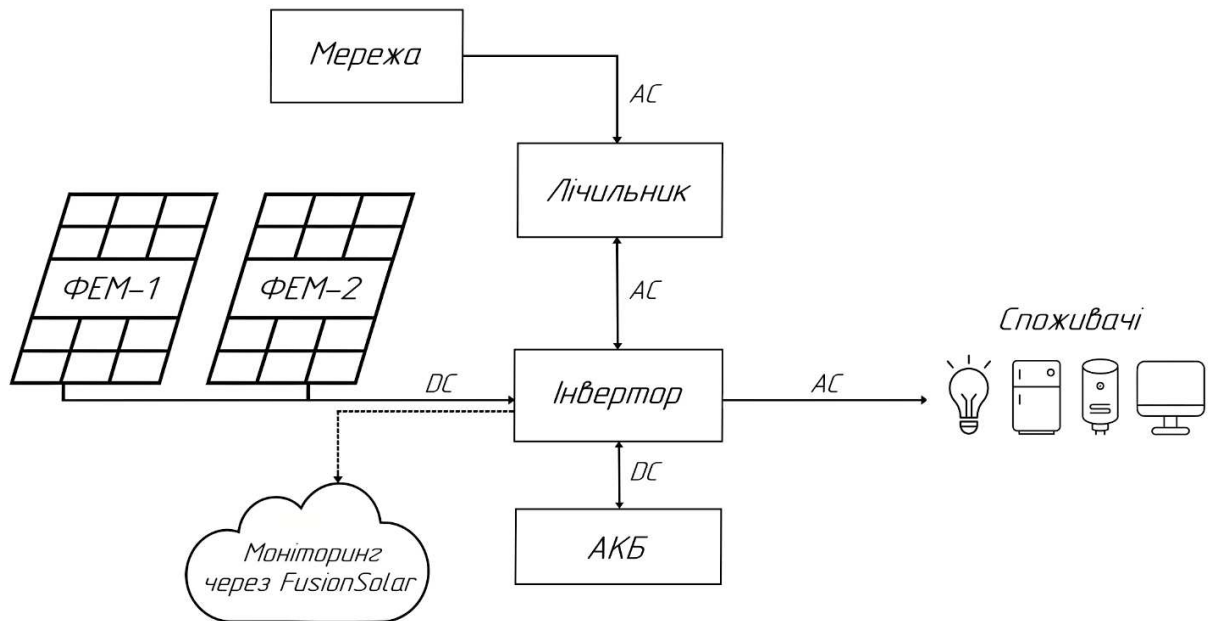 Мережа
AC
Лічильник
ФЕМ-1
ФЕМ-2
AC
Споживачі
DC
Інвертор
AC
DC
АКБ
Моніторинг
через FusionSolar